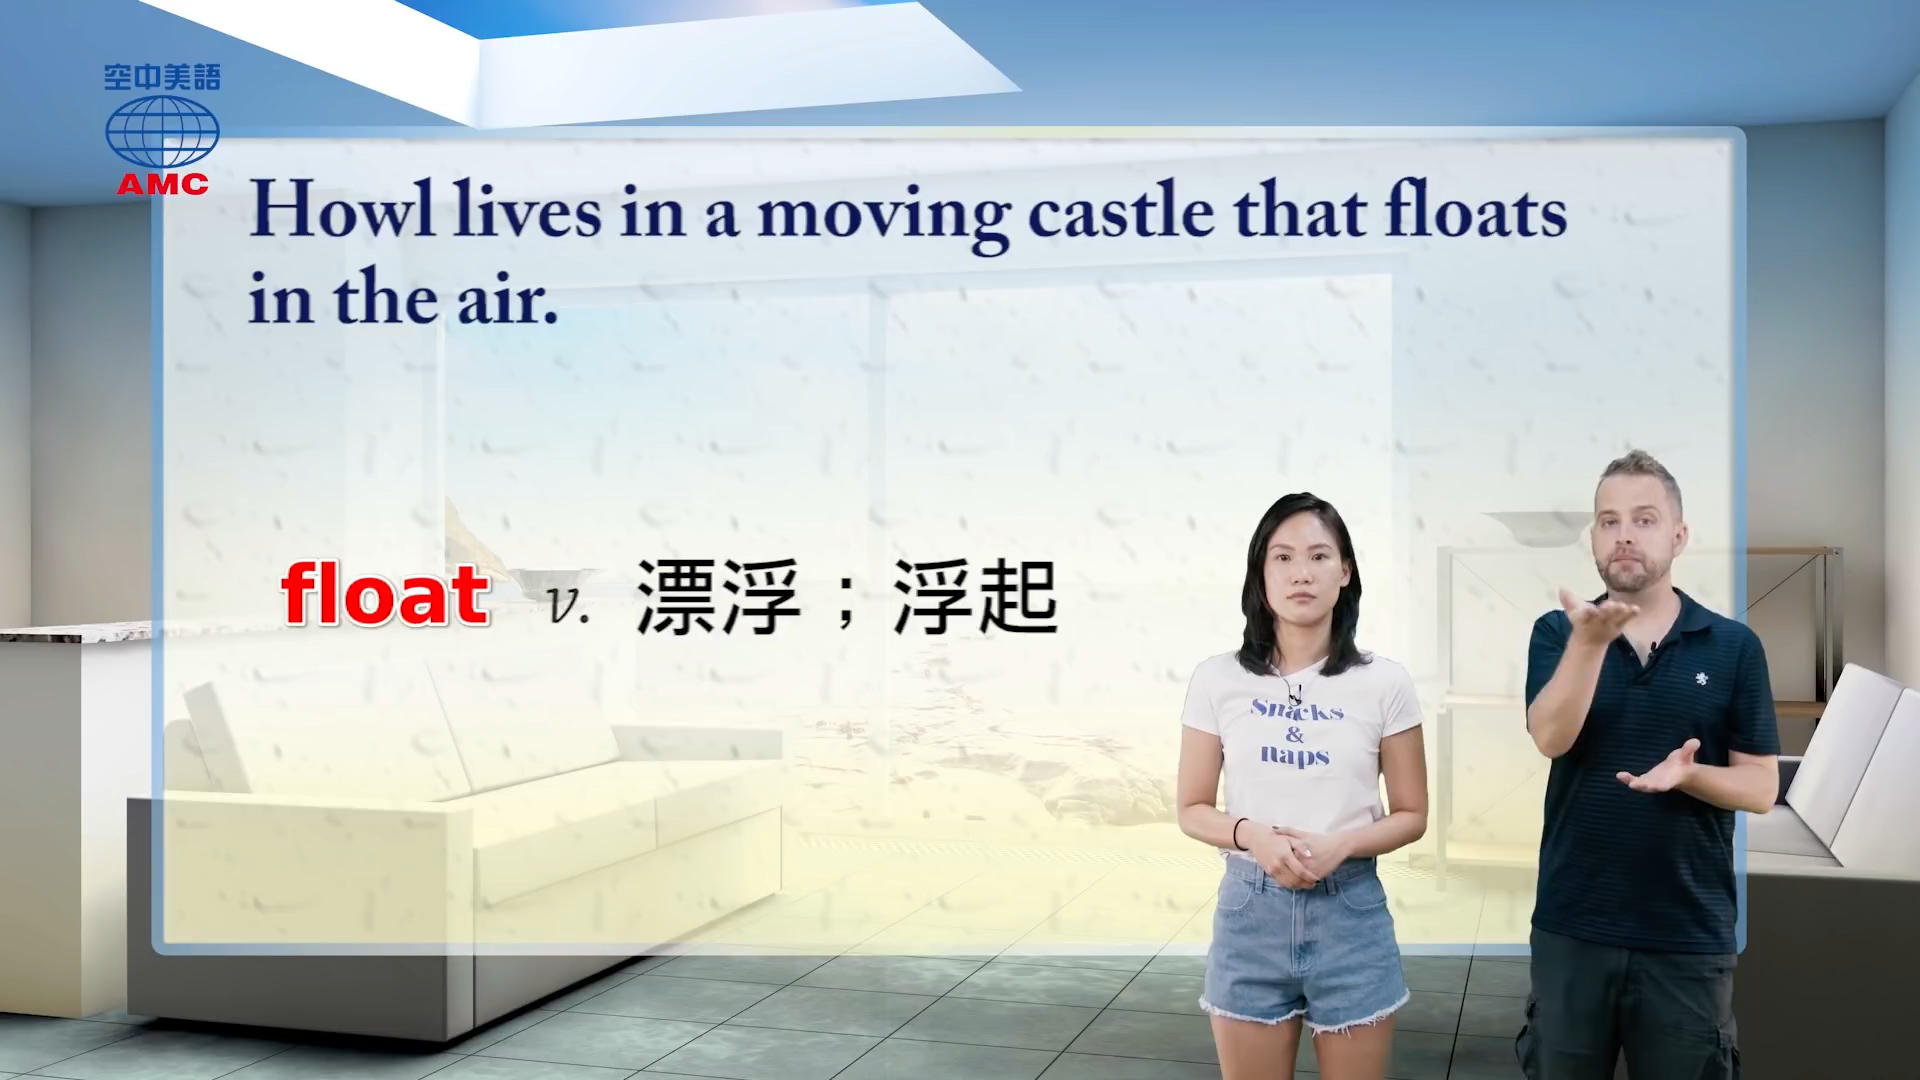 空中美語
AMC
Howl lives in a moving castle that floats
in the air.
float v. 漂浮；浮起
Snacks
&
naps